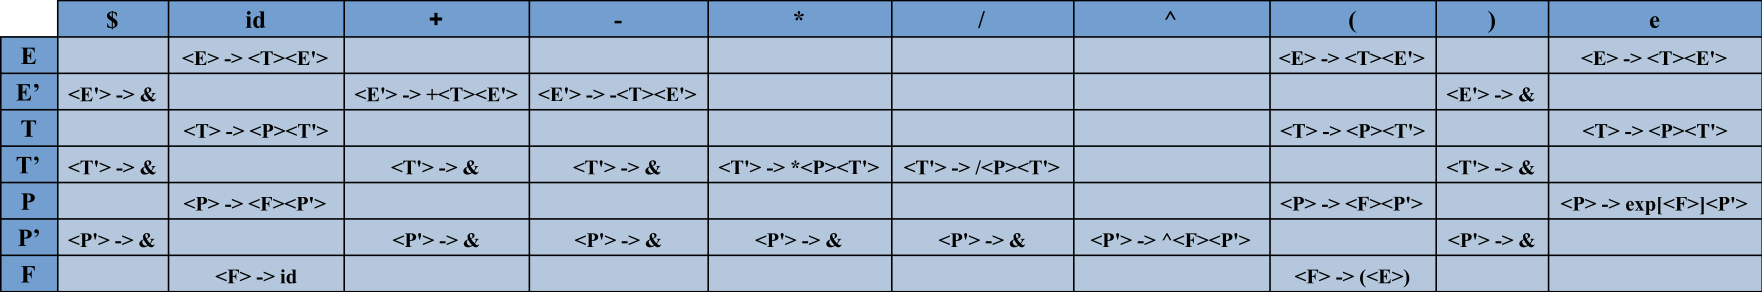 $ id + - * / ^ ( ) e
E <E> -> <T><E'> <E> -> <T><E'> <E> -> <T><E'>
E’ <E'> -> & <E'> -> +<T><E'> <E'> -> -<T><E'> <E'> -> &
T <T> -> <P><T'> <T> -> <P><T'> <T> -> <P><T'>
T’ <T'> -> & <T'> -> & <T'> -> & <T'> -> *<P><T'> <T'> -> /<P><T'> <T'> -> &
P <P> -> <F><P'> <P> -> <F><P'> <P> -> exp[<F>]<P'>
P’ <P'> -> & <P'> -> & <P'> -> & <P'> -> & <P'> -> & <P'> -> ^<F><P'> <P'> -> &
F <F> -> id <F> -> (<E>)